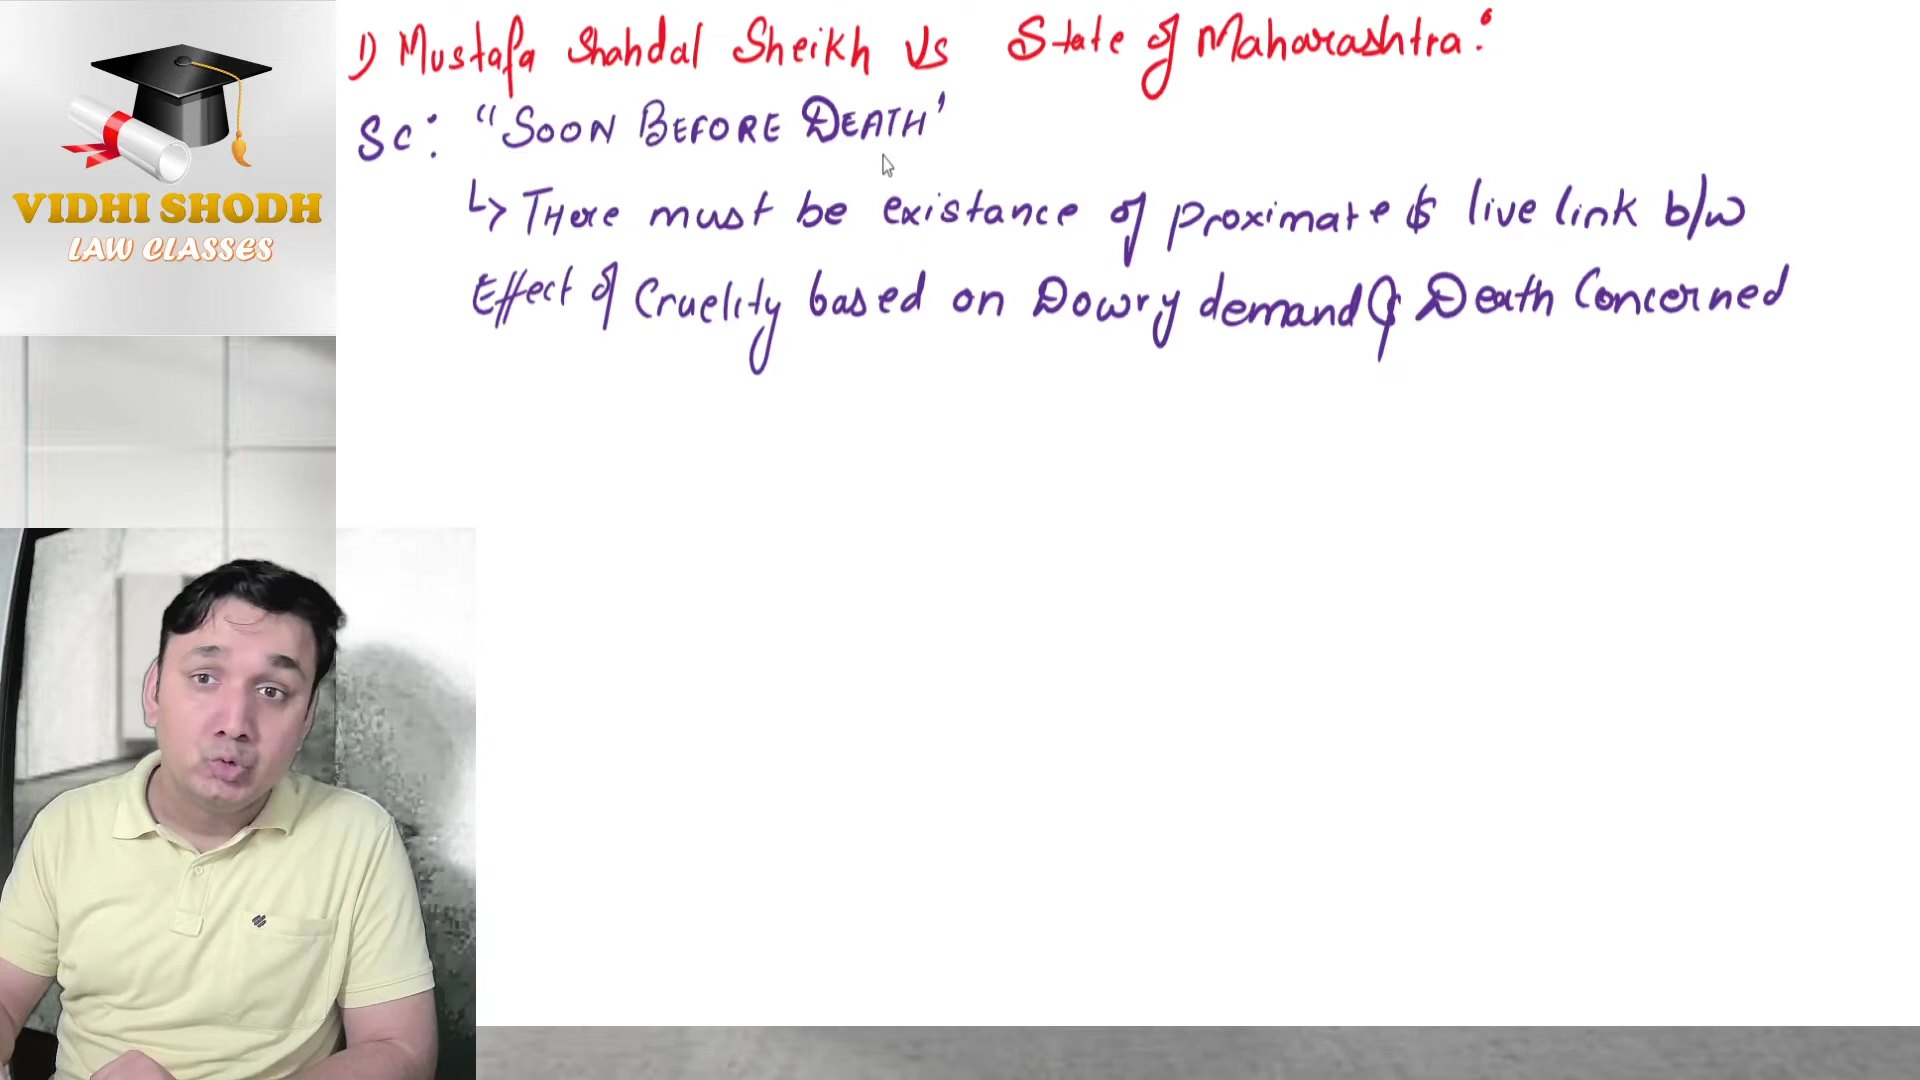 VIDHI SHODH
LAW CLASSES
1) Mustafa Shahdal Sheikh Vs State of Maharashtra:
SC: "SOON BEFORE DEATH'
↳ THere must be existance of proximate & live link b/w
Effect of Cruelity based on Dowry demand & Death Concerned